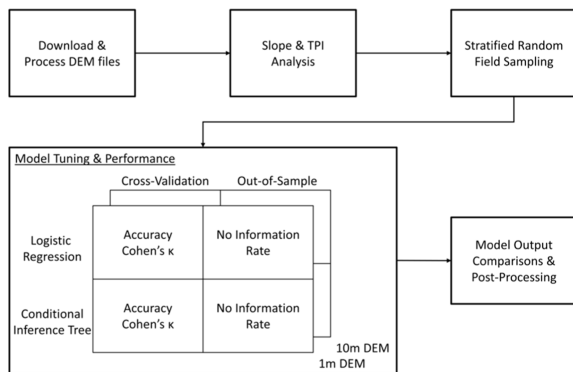 Download &
Process DEM files
Slope & TPI
Analysis
Stratified Random
Field Sampling
Model Tuning & Performance
Cross-Validation
Out-of-Sample
Logistic
Regression
Accuracy
Cohen's κ
No Information
Rate
Conditional
Inference Tree
Accuracy
Cohen's κ
No Information
Rate
10m DEM
1m DEM
Model Output
Comparisons &
Post-Processing